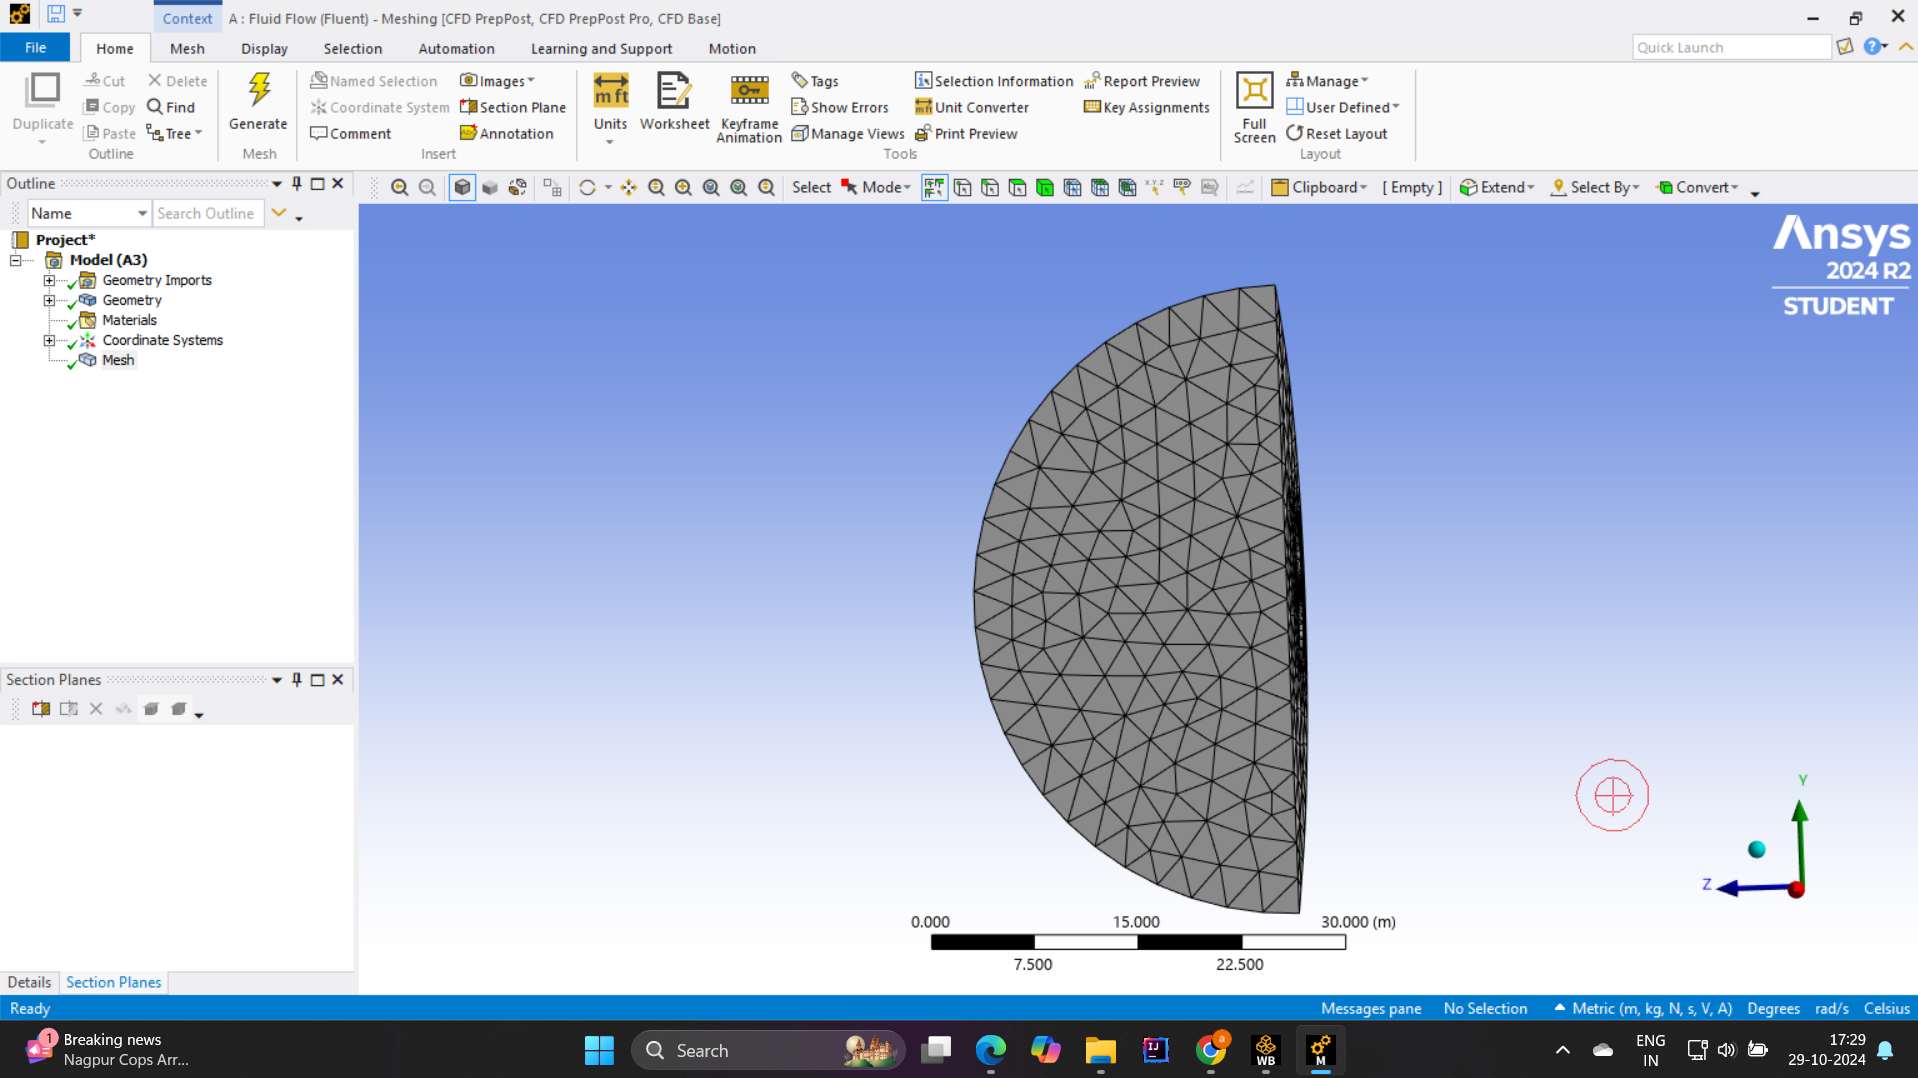 Context
A : Fluid Flow (Fluent) - Meshing [CFD PrepPost, CFD PrepPost Pro, CFD Base]
File
Home
Mesh
Display
Selection
Automation
Learning and Support
Motion
Quick Launch
Duplicate
Cut
Copy
Paste
Delete
Find
Tree
Outline
Generate
Mesh
Named Selection
Coordinate System
Comment
Images
Section Plane
Annotation
Insert
m ft
Units
Worksheet
Keyframe
Animation
Tags
Show Errors
Manage Views
Selection Information
Unit Converter
Print Preview
Report Preview
Key Assignments
Tools
Full
Screen
Manage
User Defined
Reset Layout
Layout
Outline
Name
Search Outline
Select
Mode
Clipboard
[ Empty ]
Extend
Select By
Convert
Project*
Model (A3)
Geometry Imports
Geometry
Materials
Coordinate Systems
Mesh
Ansys
2024 R2
STUDENT
Section Planes
Y
Z
0.000
15.000
30.000 (m)
7.500
22.500
Details
Section Planes
Ready
Messages pane
No Selection
Metric (m, kg, N, s, V, A)
Degrees
rad/s
Celsius
1
Breaking news
Nagpur Cops Arr...
Search
IJ
a
WB
M
ENG
IN
17:29
29-10-2024